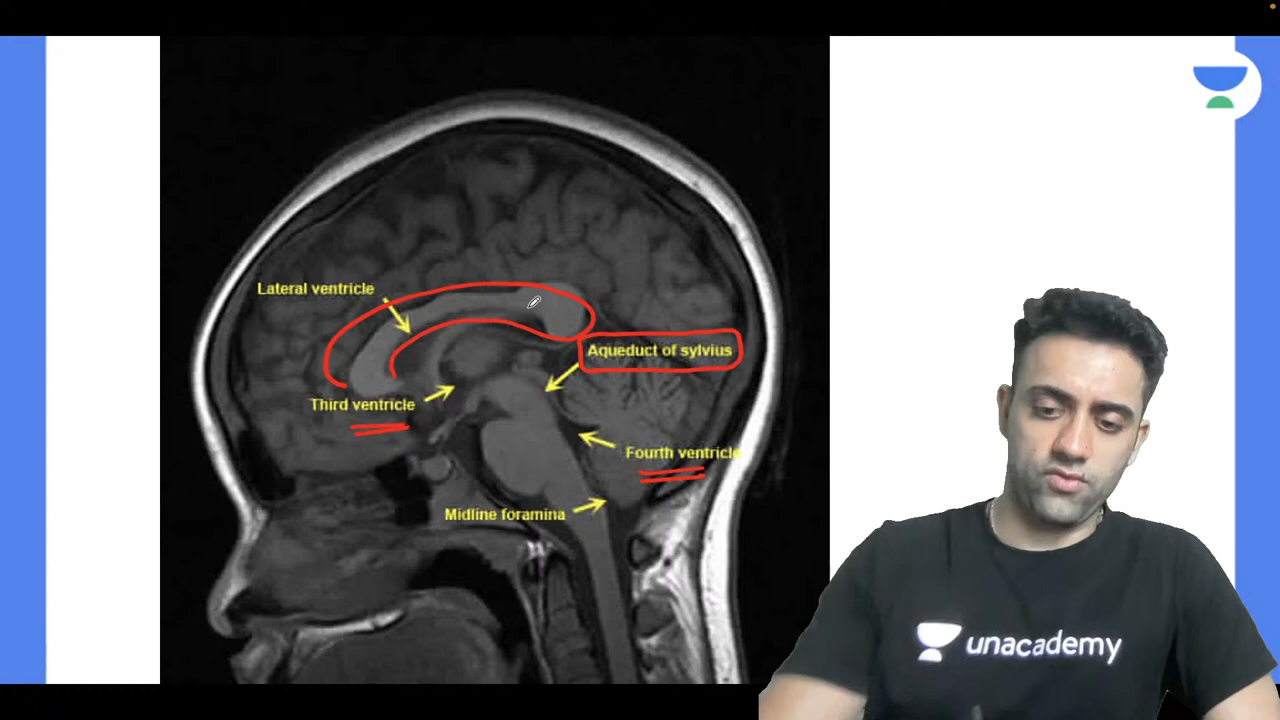 Lateral ventricle
Aqueduct of sylvius
Third ventricle
Fourth ventricle
Midline foramina
unacademy